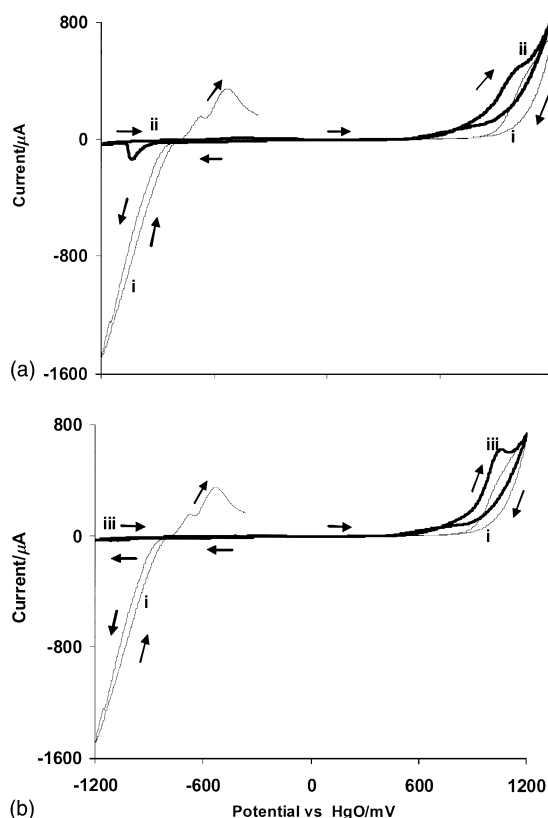 (a)
Current/µA
800
0
-800
-1600
ii
ii
i
i
(b)
Current/µA
800
0
-800
-1600
iii
iii
i
i
-1200 -600 0 600 1200
Potential vs HgO/mV